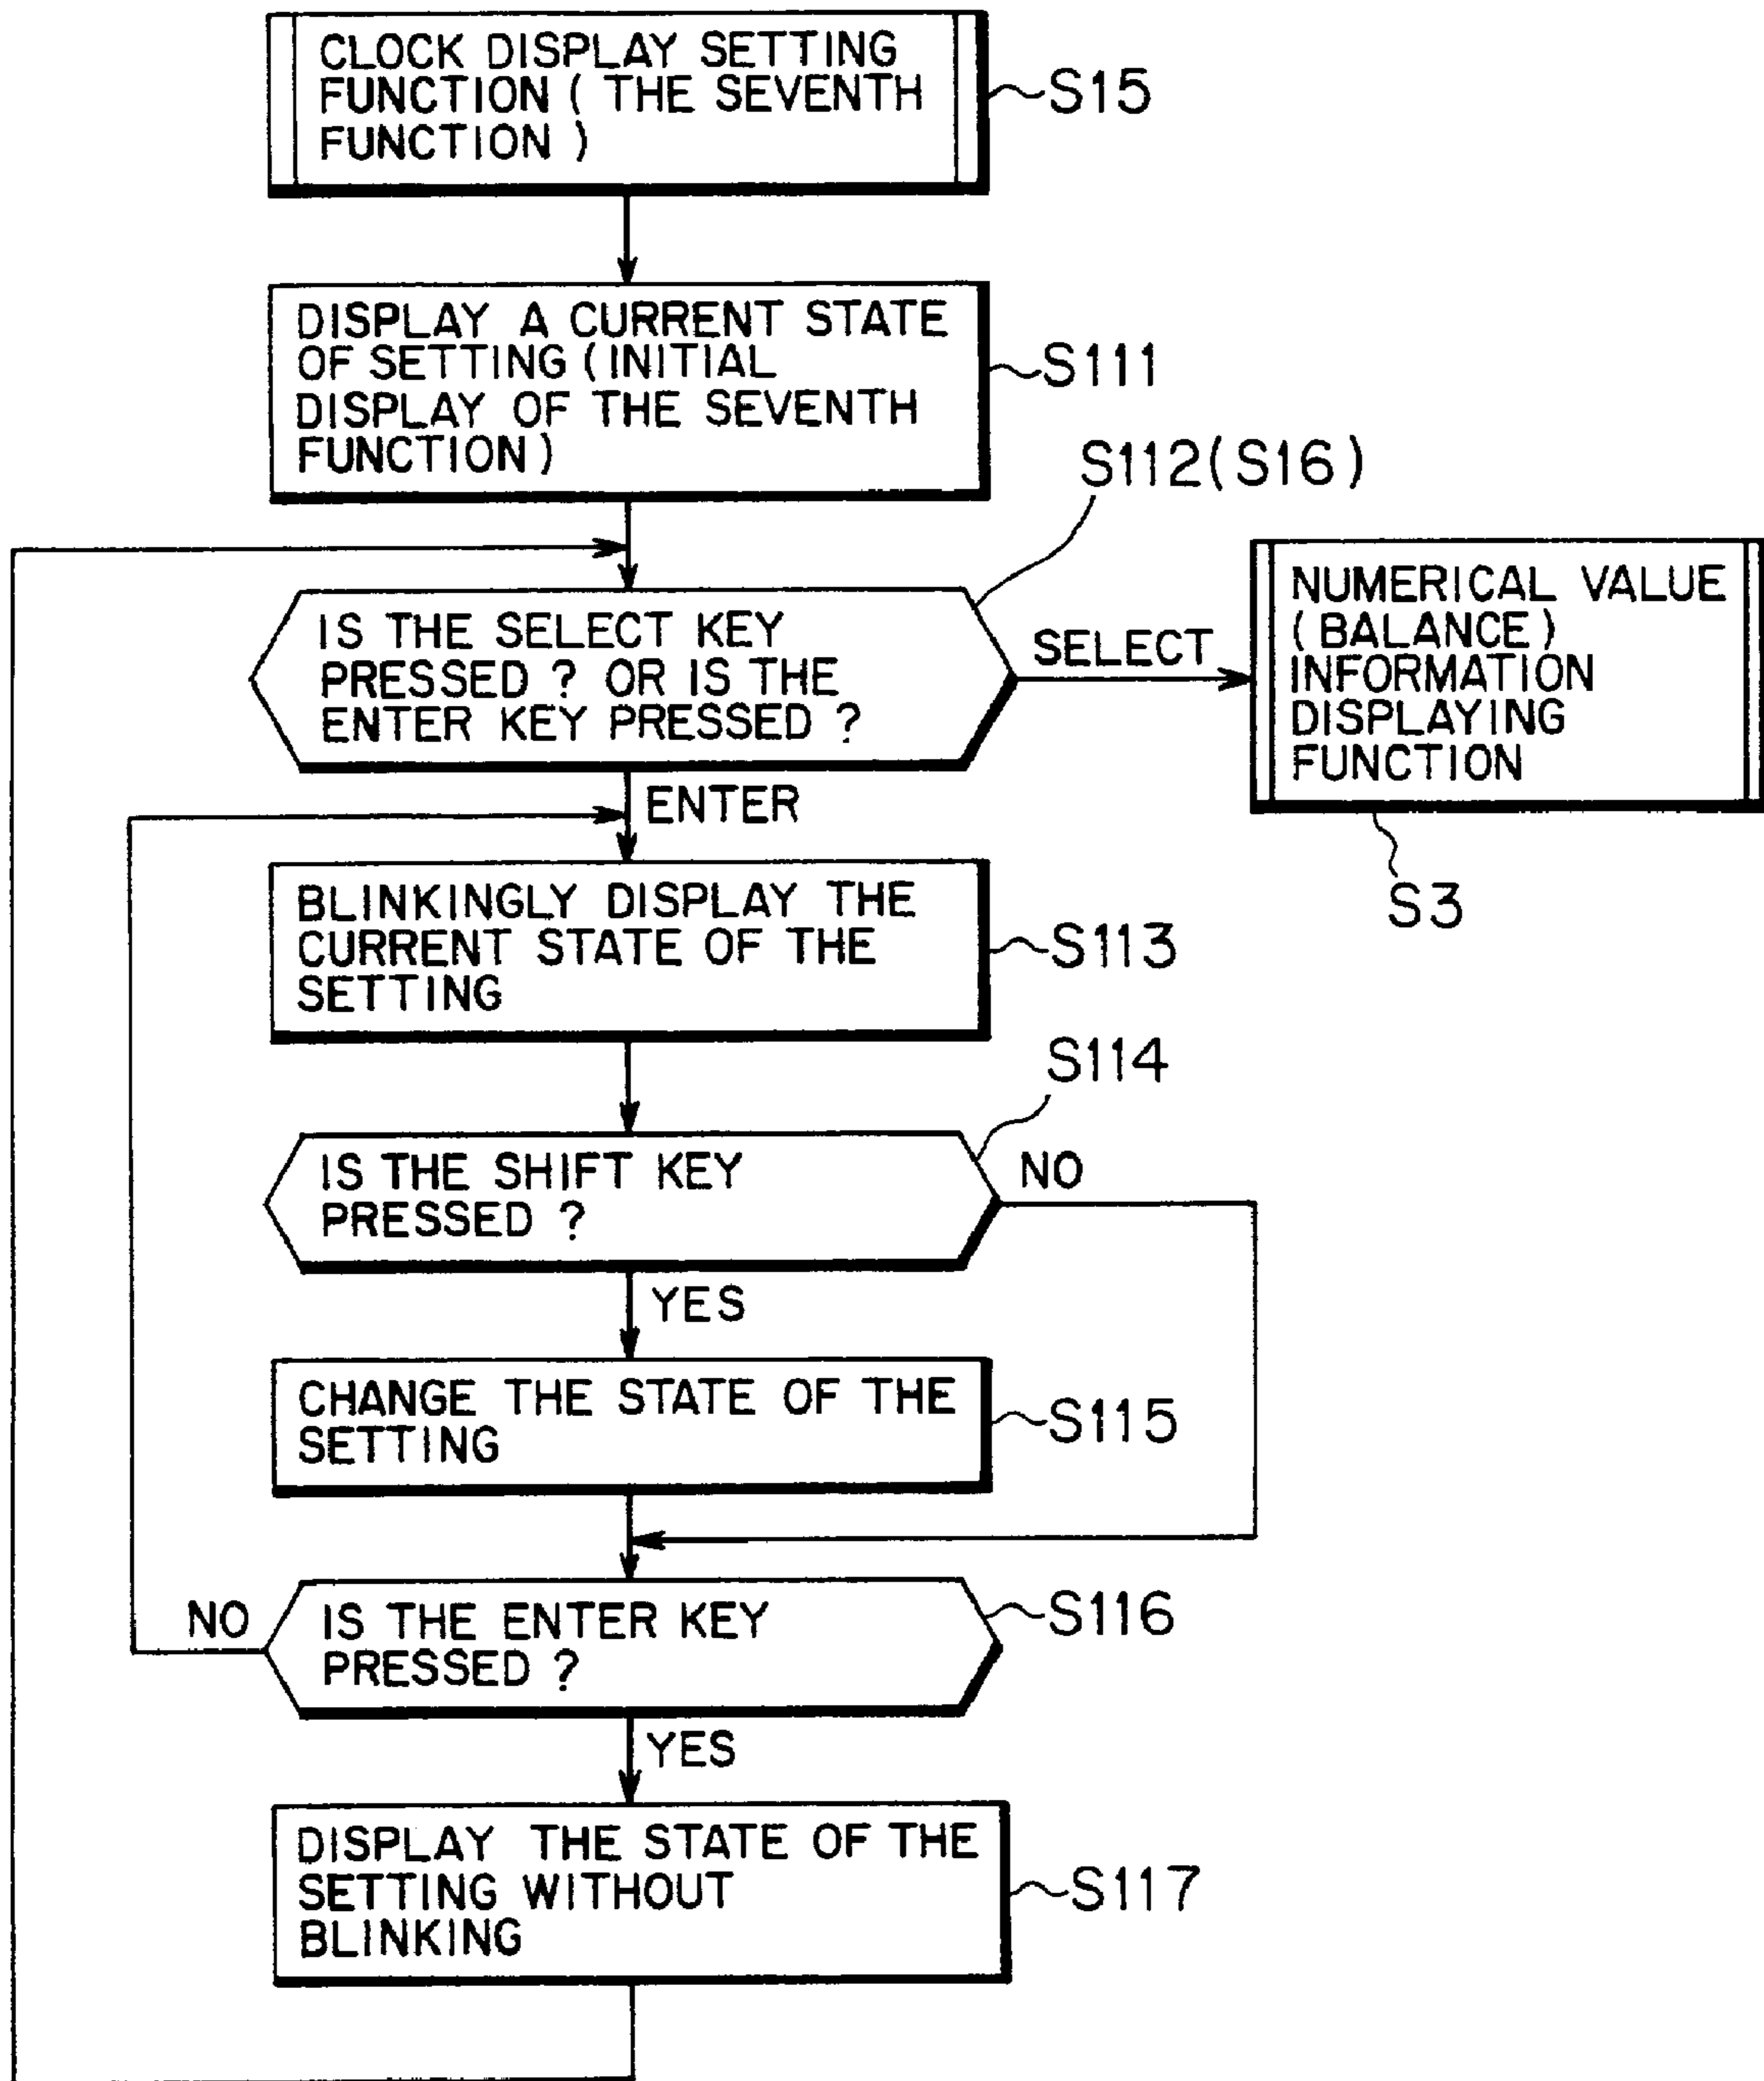 CLOCK DISPLAY SETTING
FUNCTION ( THE SEVENTH
FUNCTION )
S15
DISPLAY A CURRENT STATE
OF SETTING ( INITIAL
DISPLAY OF THE SEVENTH
FUNCTION )
S111
S112(S16)
IS THE SELECT KEY
PRESSED ? OR IS THE
ENTER KEY PRESSED ?
SELECT
NUMERICAL VALUE
( BALANCE )
INFORMATION
DISPLAYING
FUNCTION
S3
ENTER
BLINKINGLY DISPLAY THE
CURRENT STATE OF THE
SETTING
S113
S114
IS THE SHIFT KEY
PRESSED ?
NO
YES
CHANGE THE STATE OF THE
SETTING
S115
NO
IS THE ENTER KEY
PRESSED ?
S116
YES
DISPLAY THE STATE OF THE
SETTING WITHOUT
BLINKING
S117